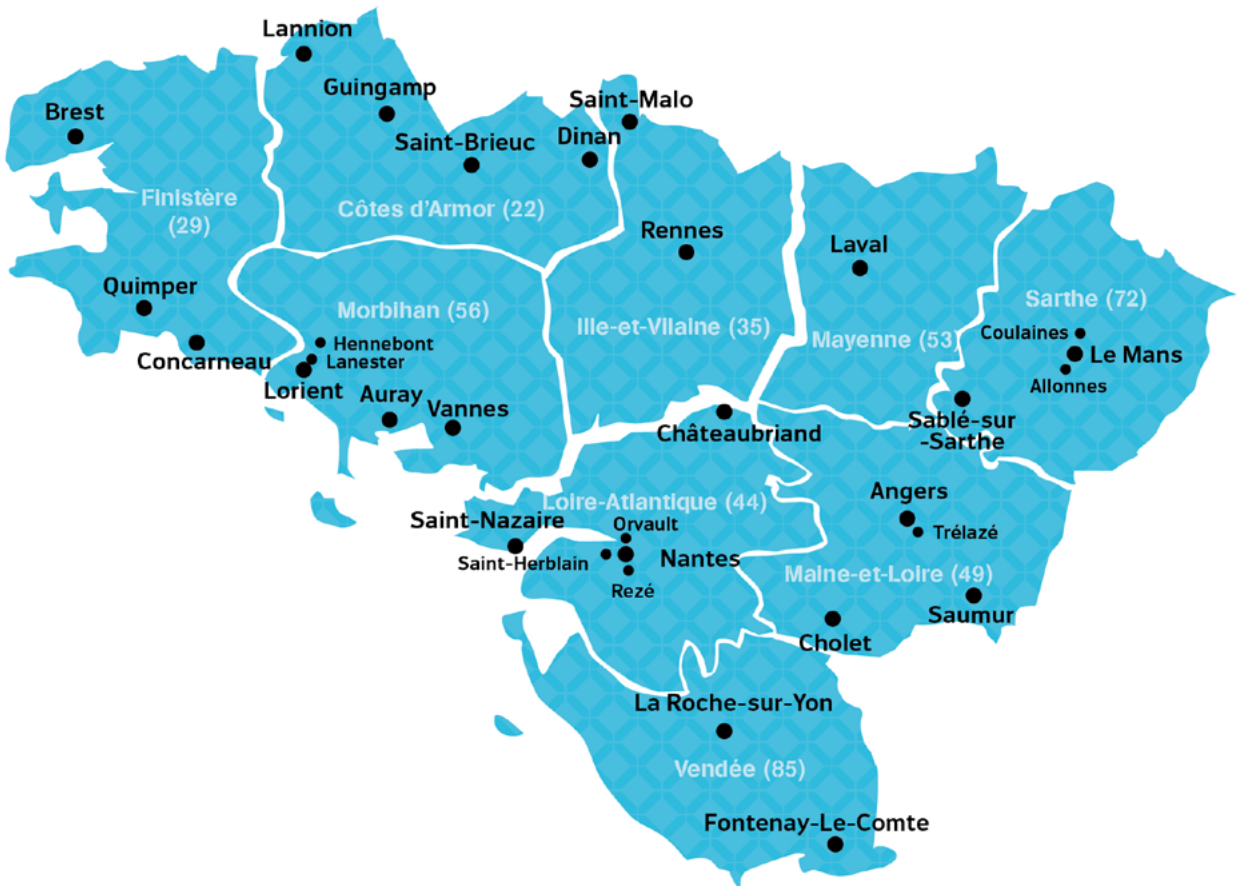 Lannion
Guingamp
Brest
Saint-Malo
Saint-Brieuc
Dinan
Finistère
(29)
Côtes d'Armor (22)
Rennes
Laval
Quimper
Morbihan (56)
Ille-et-Vilaine (35)
Mayenne (53)
Sarthe (72)
Coulaines
Le Mans
Allonnes
Concarneau
Hennebont
Lanester
Lorient
Auray
Vannes
Châteaubriand
Sablé-sur
-Sarthe
Loire-Atlantique (44)
Angers
Trélazé
Saint-Nazaire
Orvault
Saint-Herblain
Nantes
Rezé
Maine-et-Loire (49)
Saumur
Cholet
La Roche-sur-Yon
Vendée (85)
Fontenay-Le-Comte